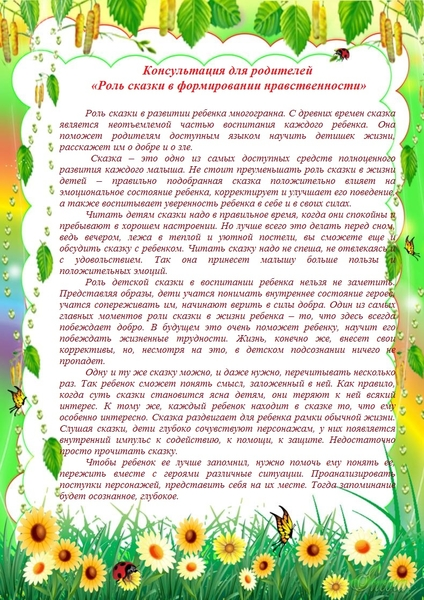 Консультация для родителей
«Роль сказки в формировании нравственности»
Роль сказки в развитии ребенка многогранна. С древних времен сказка
является неотъемлемой частью воспитания каждого ребенка. Она
поможет родителям доступным языком научить детишек жизни,
расскажет им о добре и о зле.
Сказка – это одно из самых доступных средств полноценного
развития каждого малыша. Не стоит преуменьшать роль сказки в жизни
детей – правильно подобранная сказка положительно влияет на
эмоциональное состояние ребенка, корректирует и улучшает его поведение,
а также воспитывает уверенность ребенка в себе и в своих силах.
Читать детям сказки надо в правильное время, когда они спокойны и
пребывают в хорошем настроении. Но лучше всего это делать перед сном,
ведь вечером, лежа в теплой и уютной постели, вы сможете еще и
обсудить сказку с ребенком. Читать сказку надо не спеша, не отвлекаясь и
с удовольствием. Так она принесет малышу больше пользы и
положительных эмоций.
Роль детской сказки в воспитании ребенка нельзя не заметить.
Представляя образы, дети учатся понимать внутреннее состояние героев,
учатся сопереживать им, начинают верить в силы добра. Один из самых
главных моментов роли сказки в жизни ребенка – то, что здесь всегда
побеждает добро. В будущем это очень поможет ребенку, научит его
побеждать жизненные трудности. Жизнь, конечно же, внесет свои
коррективы, но, несмотря на это, в детском подсознании ничего не
пропадет.
Одну и ту же сказку можно, и даже нужно, перечитывать несколько
раз. Так ребенок сможет понять смысл, заложенный в ней. Как правило,
когда суть сказки становится ясна детям, они теряют к ней всякий
интерес. К тому же, каждый ребенок находит в сказке то, что ему
особенно интересно. Сказка раздвигает для ребенка рамки обычной жизни.
Слушая сказки, дети глубоко сочувствуют персонажам, у них появляется
внутренний импульс к содействию, к помощи, к защите. Недостаточно
просто прочитать сказку.
Чтобы ребенок ее лучше запомнил, нужно помочь ему понять ее,
пережить вместе с героями различные ситуации. Проанализировать
поступки персонажей, представить себя на их месте. Тогда запоминание
будет осознанное, глубокое.